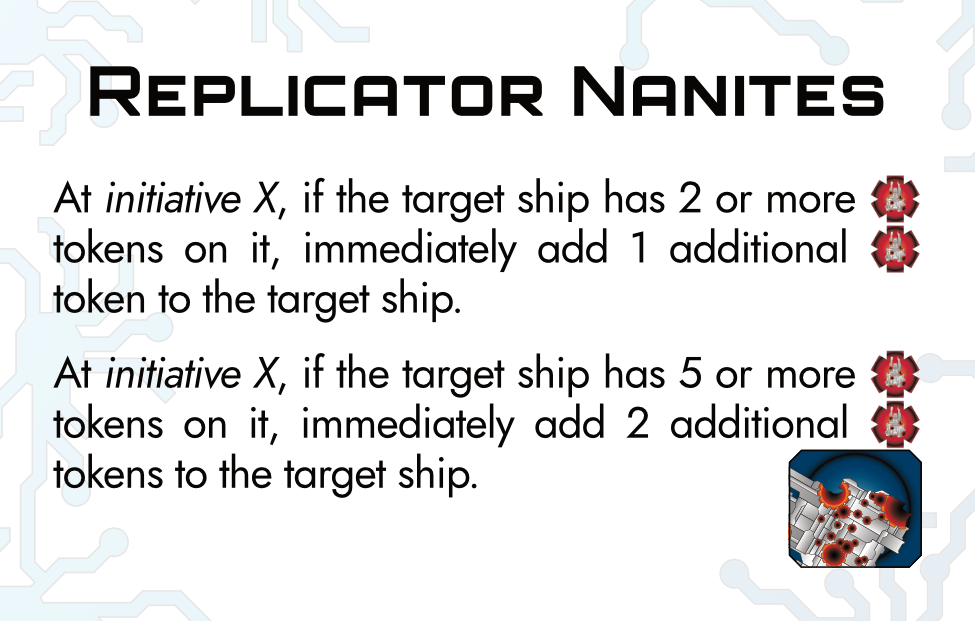 Replicator Nanites
At initiative X, if the target ship has 2 or more
tokens on it, immediately add 1 additional
token to the target ship.
At initiative X, if the target ship has 5 or more
tokens on it, immediately add 2 additional
tokens to the target ship.